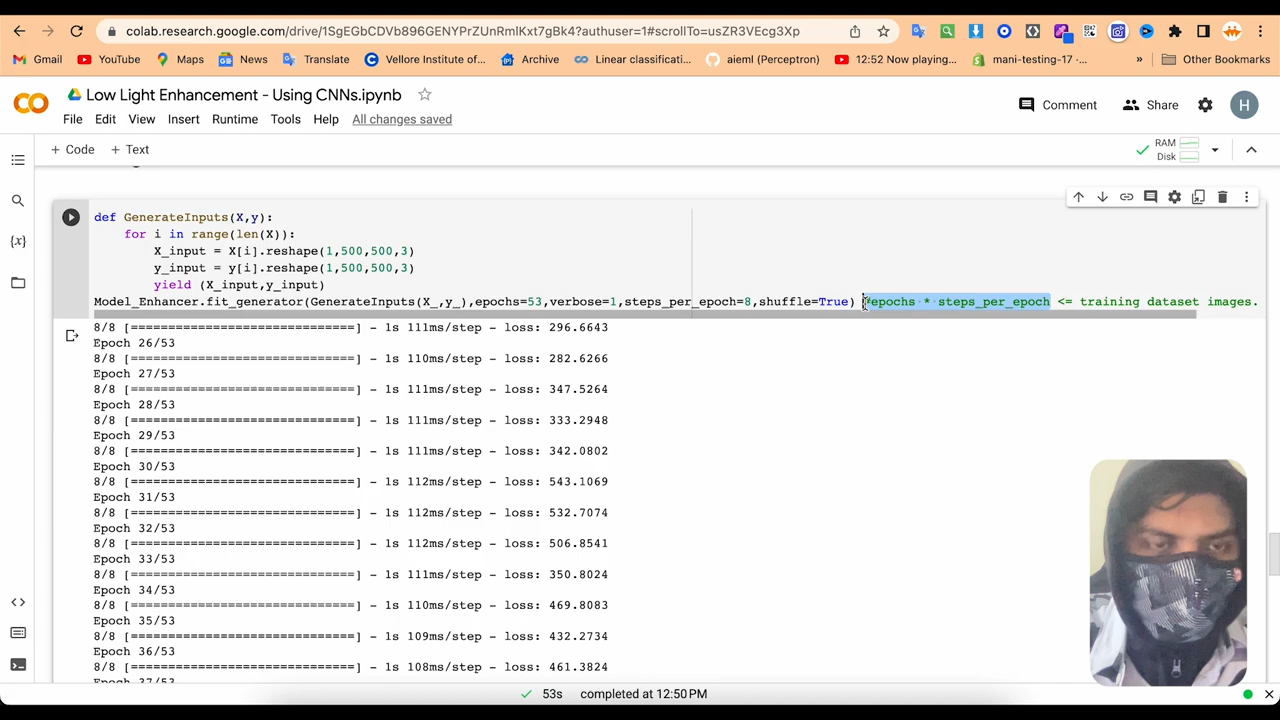 colab.research.google.com/drive/1SgEGbCDVb896GENYPrZUnRmlKxt7gBk4?authuser=1#scrollTo=usZR3VEcg3Xp
Gmail YouTube Maps News Translate Vellore Institute of... Archive Linear classificati... aieml (Perceptron) 12:52 Now playing... mani-testing-17 -... » Other Bookmarks
Low Light Enhancement - Using CNNs.ipynb
Comment Share H
File Edit View Insert Runtime Tools Help All changes saved
+ Code + Text RAM
Disk
def GenerateInputs(X,y):
for i in range(len(X)):
X_input = X[i].reshape(1,500,500,3)
y_input = y[i].reshape(1,500,500,3)
yield (X_input,y_input)
Model_Enhancer.fit_generator(GenerateInputs(X_,y_),epochs=53,verbose=1,steps_per_epoch=8,shuffle=True) #epochs * steps_per_epoch <= training dataset images.
8/8 [==============================] - 1s 111ms/step - loss: 296.6643
Epoch 26/53
8/8 [==============================] - 1s 110ms/step - loss: 282.6266
Epoch 27/53
8/8 [==============================] - 1s 111ms/step - loss: 347.5264
Epoch 28/53
8/8 [==============================] - 1s 111ms/step - loss: 333.2948
Epoch 29/53
8/8 [==============================] - 1s 111ms/step - loss: 342.0802
Epoch 30/53
8/8 [==============================] - 1s 112ms/step - loss: 543.1069
Epoch 31/53
8/8 [==============================] - 1s 112ms/step - loss: 532.7074
Epoch 32/53
8/8 [==============================] - 1s 112ms/step - loss: 506.8541
Epoch 33/53
8/8 [==============================] - 1s 111ms/step - loss: 350.8024
Epoch 34/53
8/8 [==============================] - 1s 110ms/step - loss: 469.8083
Epoch 35/53
8/8 [==============================] - 1s 109ms/step - loss: 432.2734
Epoch 36/53
8/8 [==============================] - 1s 108ms/step - loss: 461.3824
Epoch 37/53
53s completed at 12:50 PM